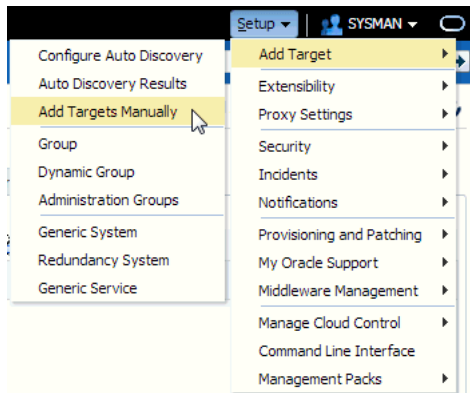 Setup SYSMAN
Configure Auto Discovery
Auto Discovery Results
Add Targets Manually
Group
Dynamic Group
Administration Groups
Generic System
Redundancy System
Generic Service
Add Target
Extensibility
Proxy Settings
Security
Incidents
Notifications
Provisioning and Patching
My Oracle Support
Middleware Management
Manage Cloud Control
Command Line Interface
Management Packs